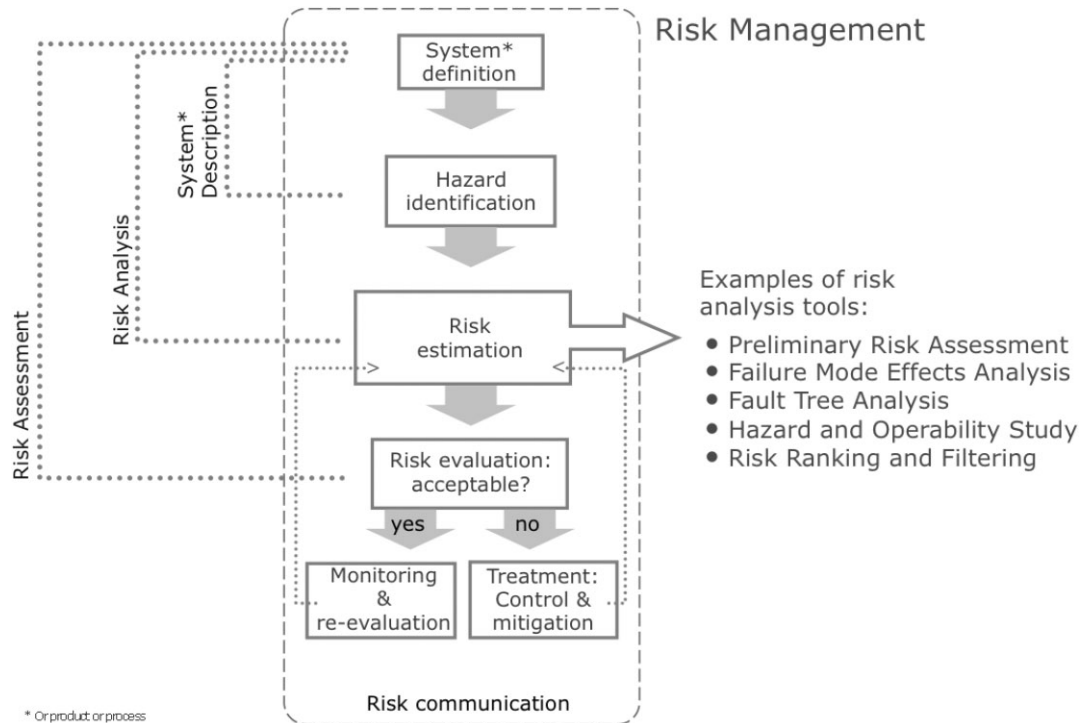 Risk Management
System*
definition
System*
Description
Hazard
identification
Risk Analysis
Risk Assessment
Risk
estimation
Examples of risk
analysis tools:
• Preliminary Risk Assessment
• Failure Mode Effects Analysis
• Fault Tree Analysis
• Hazard and Operability Study
• Risk Ranking and Filtering
Risk evaluation:
acceptable?
yes
no
Monitoring
&
re-evaluation
Treatment:
Control &
mitigation
Risk communication
* Or product or process